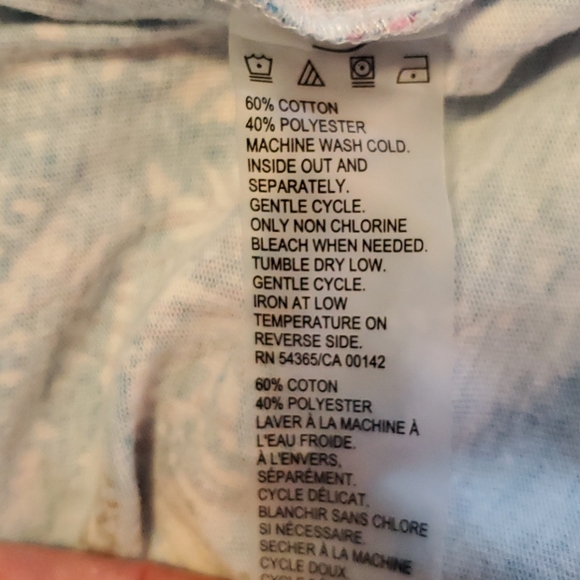 60% COTTON
40% POLYESTER
MACHINE WASH COLD.
INSIDE OUT AND
SEPARATELY.
GENTLE CYCLE.
ONLY NON CHLORINE
BLEACH WHEN NEEDED.
TUMBLE DRY LOW.
GENTLE CYCLE.
IRON AT LOW
TEMPERATURE ON
REVERSE SIDE.
RN 54365/CA 00142
60% COTON
40% POLYESTER
LAVER À LA MACHINE À
L'EAU FROIDE.
À L'ENVERS,
SÉPARÉMENT.
CYCLE DÉLICAT.
BLANCHIR SANS CHLORE
SI NÉCESSAIRE.
SECHER À LA MACHINE
CYCLE DOUX